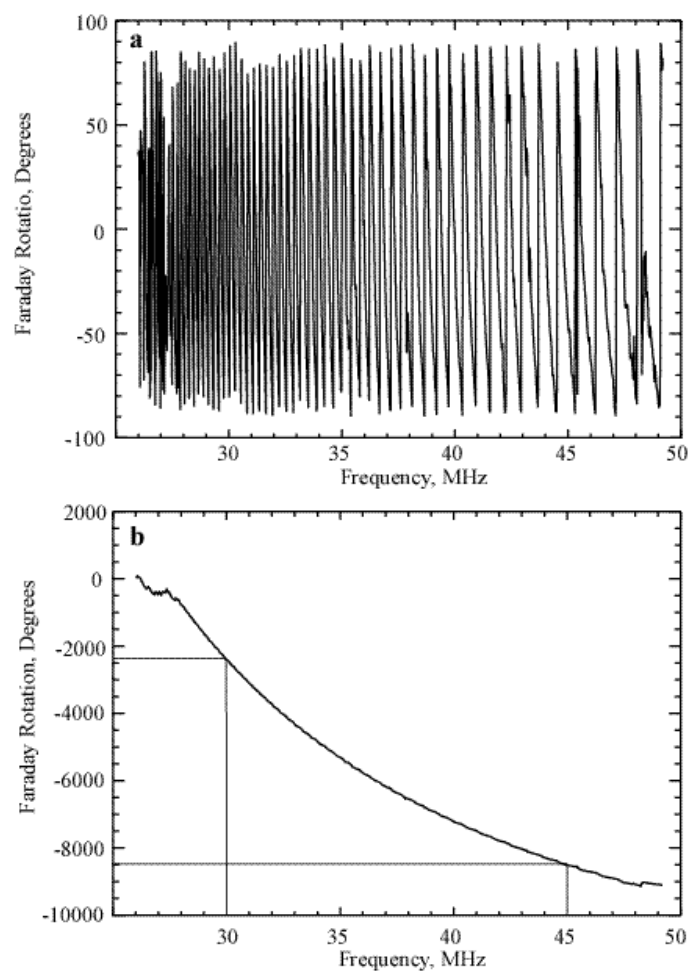 a
100
50
0
-50
-100
Faraday Rotatio, Degrees
30 35 40 45 50
Frequency, MHz
b
2000
0
-2000
-4000
-6000
-8000
-10000
Faraday Rotation, Degrees
30 35 40 45 50
Frequency, MHz